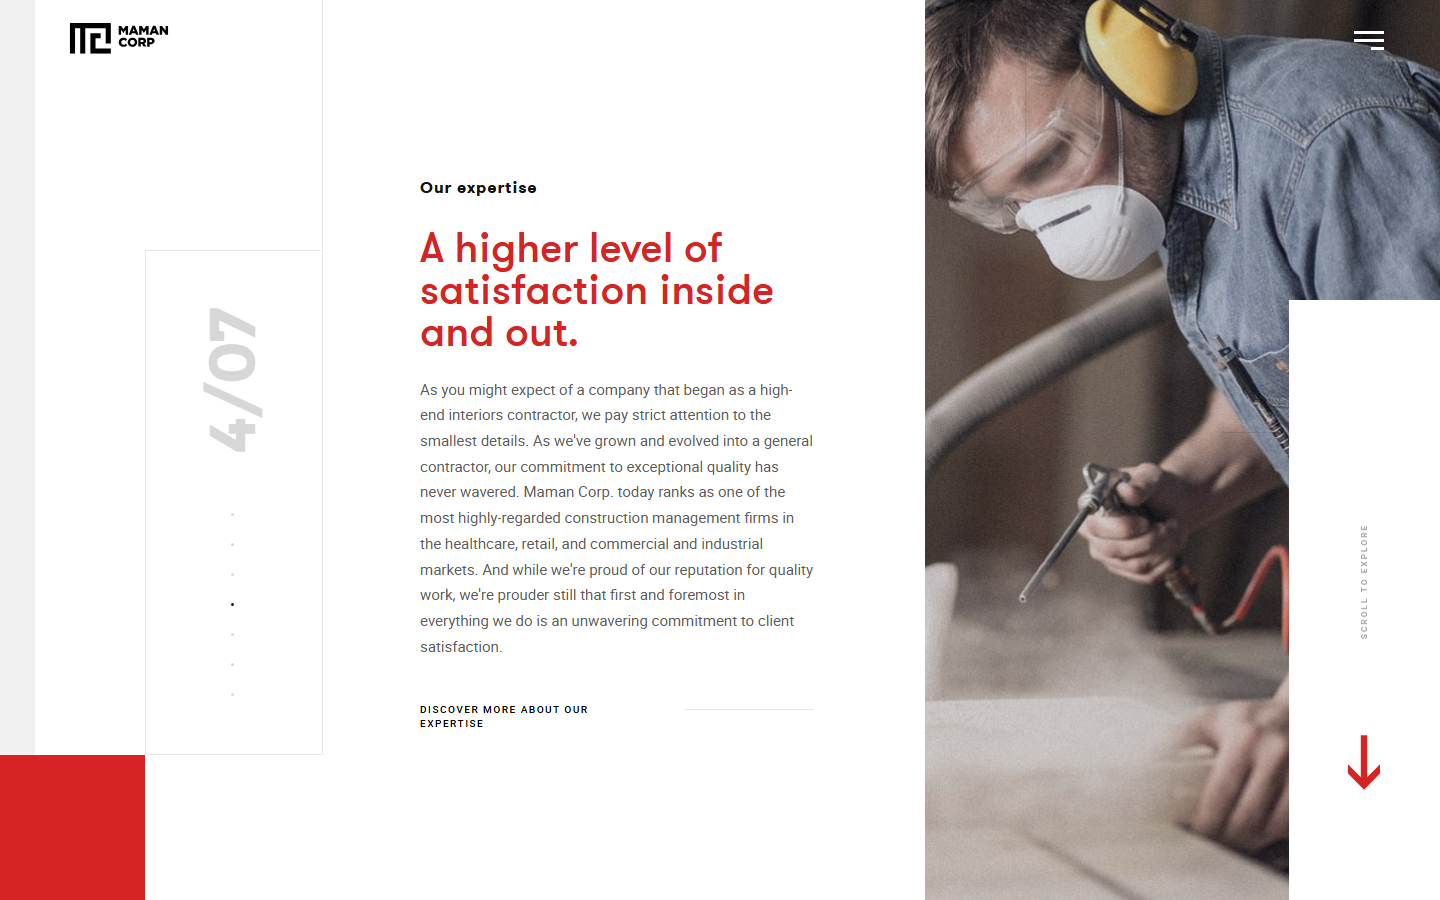 MAMAN
CORP
4/07
Our expertise
A higher level of
satisfaction inside
and out.
As you might expect of a company that began as a high-
end interiors contractor, we pay strict attention to the
smallest details. As we've grown and evolved into a general
contractor, our commitment to exceptional quality has
never wavered. Maman Corp. today ranks as one of the
most highly-regarded construction management firms in
the healthcare, retail, and commercial and industrial
markets. And while we're proud of our reputation for quality
work, we're prouder still that first and foremost in
everything we do is an unwavering commitment to client
satisfaction.
DISCOVER MORE ABOUT OUR
EXPERTISE
SCROLL TO EXPLORE